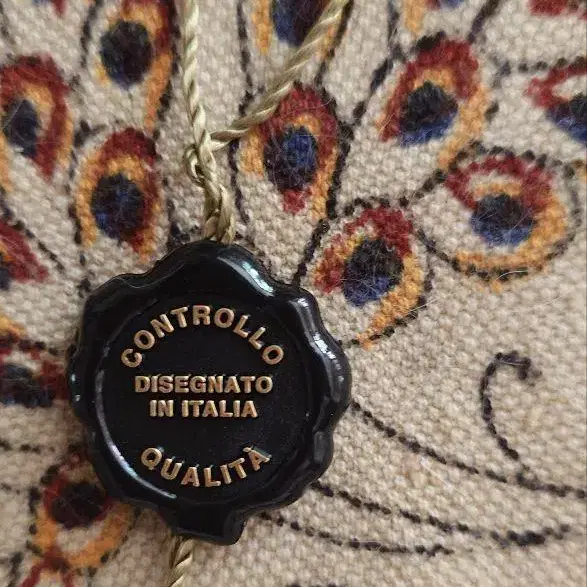 CONTROLLO
DISEGNATO
IN ITALIA
QUALITÀ